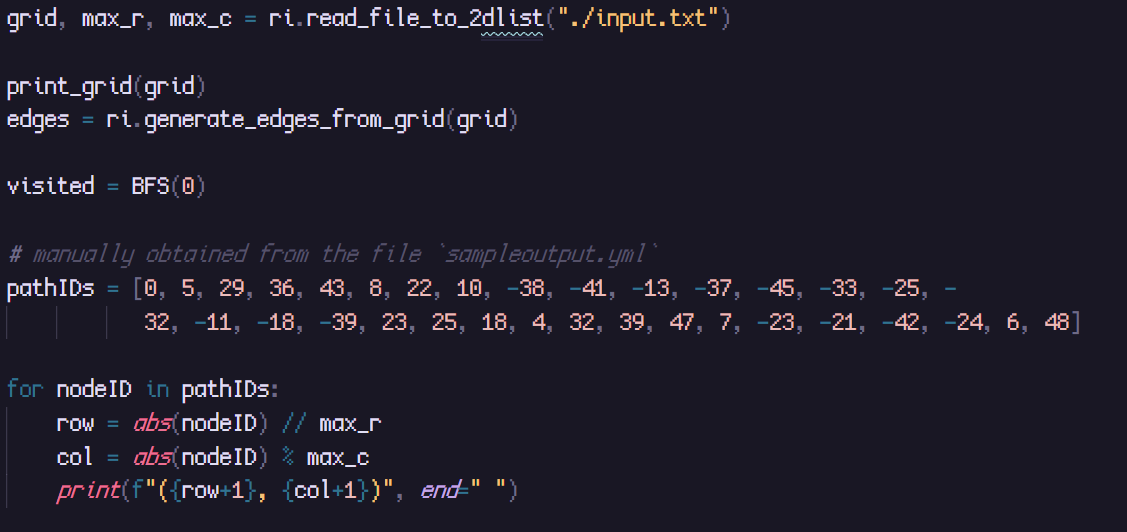 grid, max_r, max_c = ri.read_file_to_2dlist("./input.txt")
print_grid(grid)
edges = ri.generate_edges_from_grid(grid)
visited = BFS(0)
# manually obtained from the file `sampleoutput.yml`
pathIDs = [0, 5, 29, 36, 43, 8, 22, 10, -38, -41, -13, -37, -45, -33, -25, -
32, -11, -18, -39, 23, 25, 18, 4, 32, 39, 47, 7, -23, -21, -42, -24, 6, 48]
for nodeID in pathIDs:
row = abs(nodeID) // max_r
col = abs(nodeID) % max_c
print(f"({row+1}, {col+1})", end=" ")